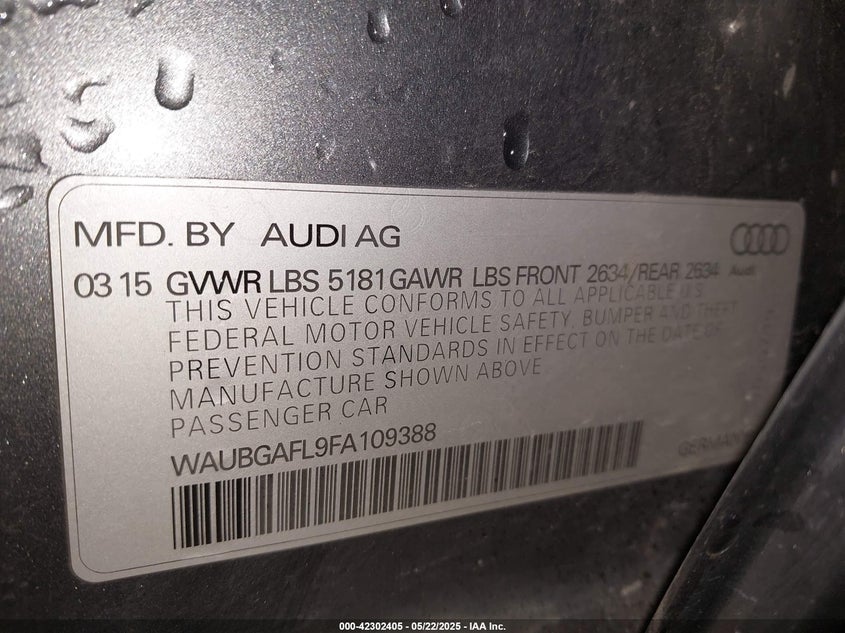 MFD. BY AUDI AG
03 15 GVWR LBS 5181 GAWR LBS FRONT 2634/REAR 2634 Audi
THIS VEHICLE CONFORMS TO ALL APPLICABLE U.S.
FEDERAL MOTOR VEHICLE SAFETY, BUMPER AND THEFT
PREVENTION STANDARDS IN EFFECT ON THE DATE OF
MANUFACTURE SHOWN ABOVE
PASSENGER CAR
WAUBGAFL9FA109388
GERMANY
000-42302405 - 05/22/2025 - IAA Inc.